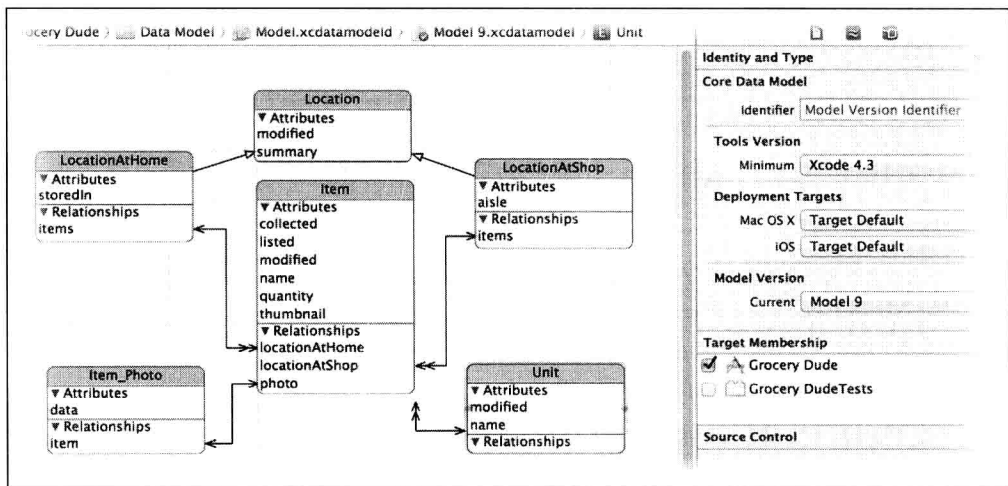 ocery Dude › Data Model › Model.xcdatamodeld › Model 9.xcdatamodel › E Unit
Location
▼ Attributes
modified
summary
LocationAtHome
▼ Attributes
storedIn
▼ Relationships
items
LocationAtShop
▼ Attributes
aisle
▼ Relationships
items
Item
▼ Attributes
collected
listed
modified
name
quantity
thumbnail
▼ Relationships
locationAtHome
locationAtShop
photo
Item_Photo
▼ Attributes
data
▼ Relationships
item
Unit
▼ Attributes
modified
name
▼ Relationships
Identity and Type
Core Data Model
Identifier Model Version Identifier
Tools Version
Minimum Xcode 4.3
Deployment Targets
Mac OS X Target Default
iOS Target Default
Model Version
Current Model 9
Target Membership
Grocery Dude
Grocery DudeTests
Source Control